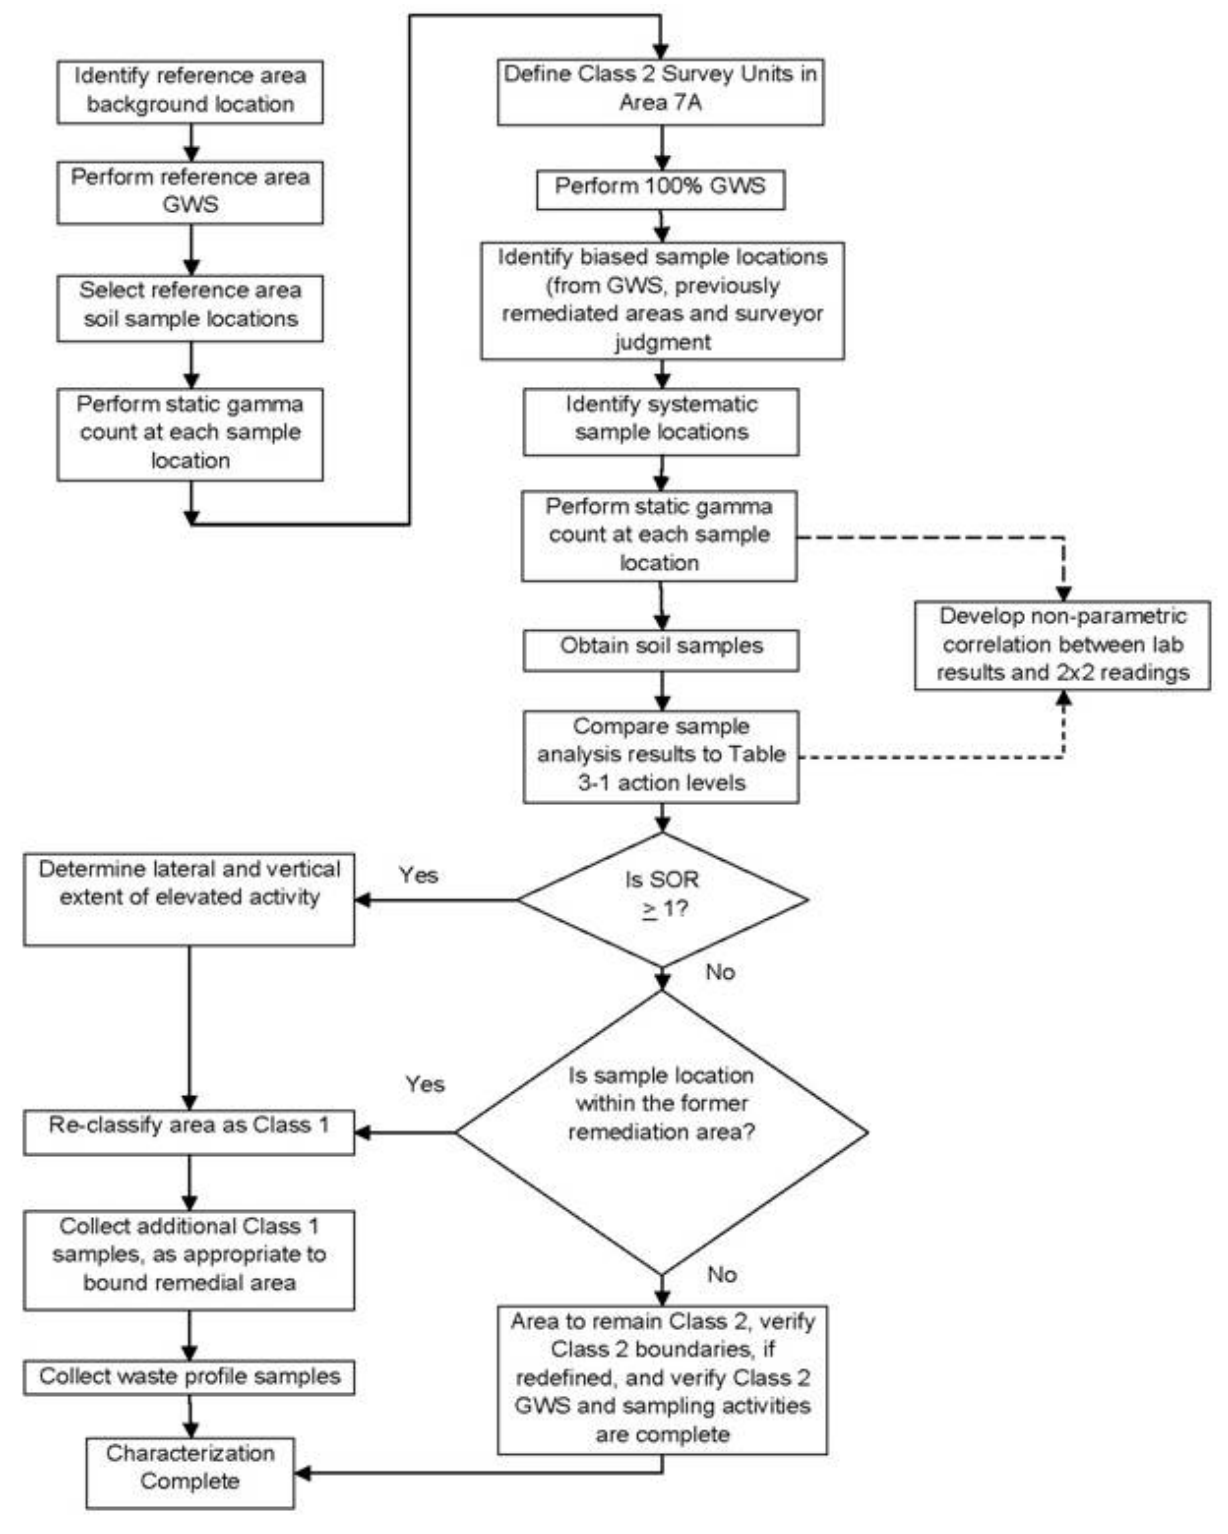 Identify reference area
background location
Perform reference area
GWS
Select reference area
soil sample locations
Perform static gamma
count at each sample
location
Define Class 2 Survey Units in
Area 7A
Perform 100% GWS
Identify biased sample locations
(from GWS, previously
remediated areas and surveyor
judgment
Identify systematic
sample locations
Perform static gamma
count at each sample
location
Develop non-parametric
correlation between lab
results and 2x2 readings
Obtain soil samples
Compare sample
analysis results to Table
3-1 action levels
Is SOR
≥ 1?
Yes
No
Determine lateral and vertical
extent of elevated activity
Is sample location
within the former
remediation area?
Yes
No
Re-classify area as Class 1
Collect additional Class 1
samples, as appropriate to
bound remedial area
Collect waste profile samples
Area to remain Class 2, verify
Class 2 boundaries, if
redefined, and verify Class 2
GWS and sampling activities
are complete
Characterization
Complete